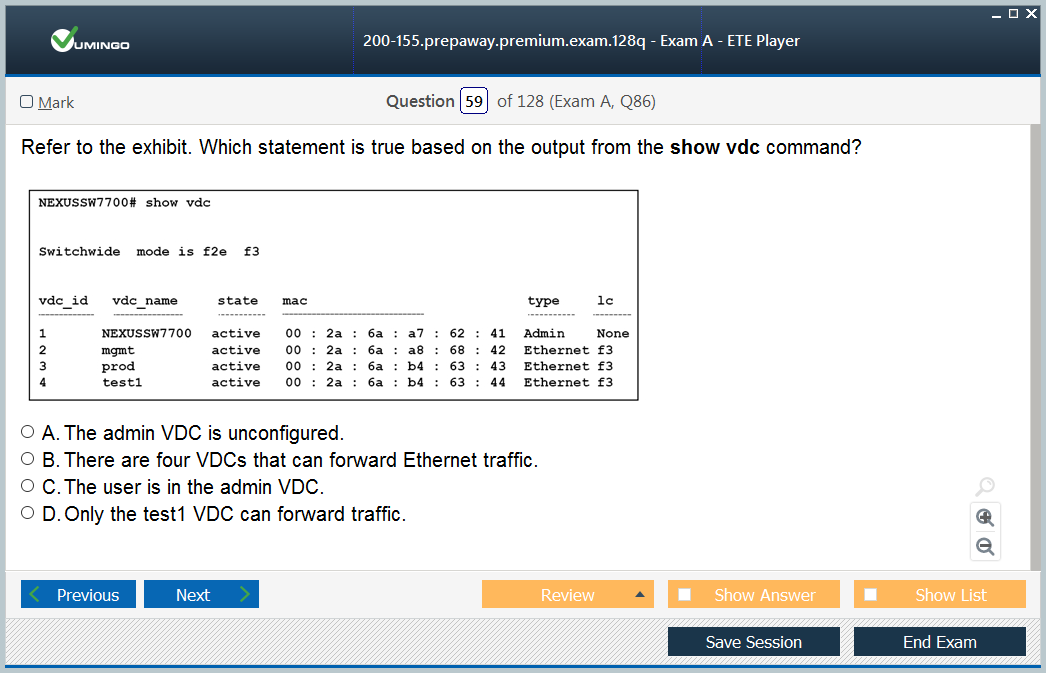 VUMINGO
200-155.prepaway.premium.exam.128q - Exam A - ETE Player
Mark
Question 59 of 128 (Exam A, Q86)
Refer to the exhibit. Which statement is true based on the output from the show vdc command?
NEXUSSW7700# show vdc
Switchwide mode is f2e f3
vdc_id vdc_name state mac type lc
1 NEXUSSW7700 active 00 : 2a : 6a : a7 : 62 : 41 Admin None
2 mgmt active 00 : 2a : 6a : a8 : 68 : 42 Ethernet f3
3 prod active 00 : 2a : 6a : b4 : 63 : 43 Ethernet f3
4 test1 active 00 : 2a : 6a : b4 : 63 : 44 Ethernet f3
A. The admin VDC is unconfigured.
B. There are four VDCs that can forward Ethernet traffic.
C. The user is in the admin VDC.
D. Only the test1 VDC can forward traffic.
Previous Next Review Show Answer Show List
Save Session End Exam